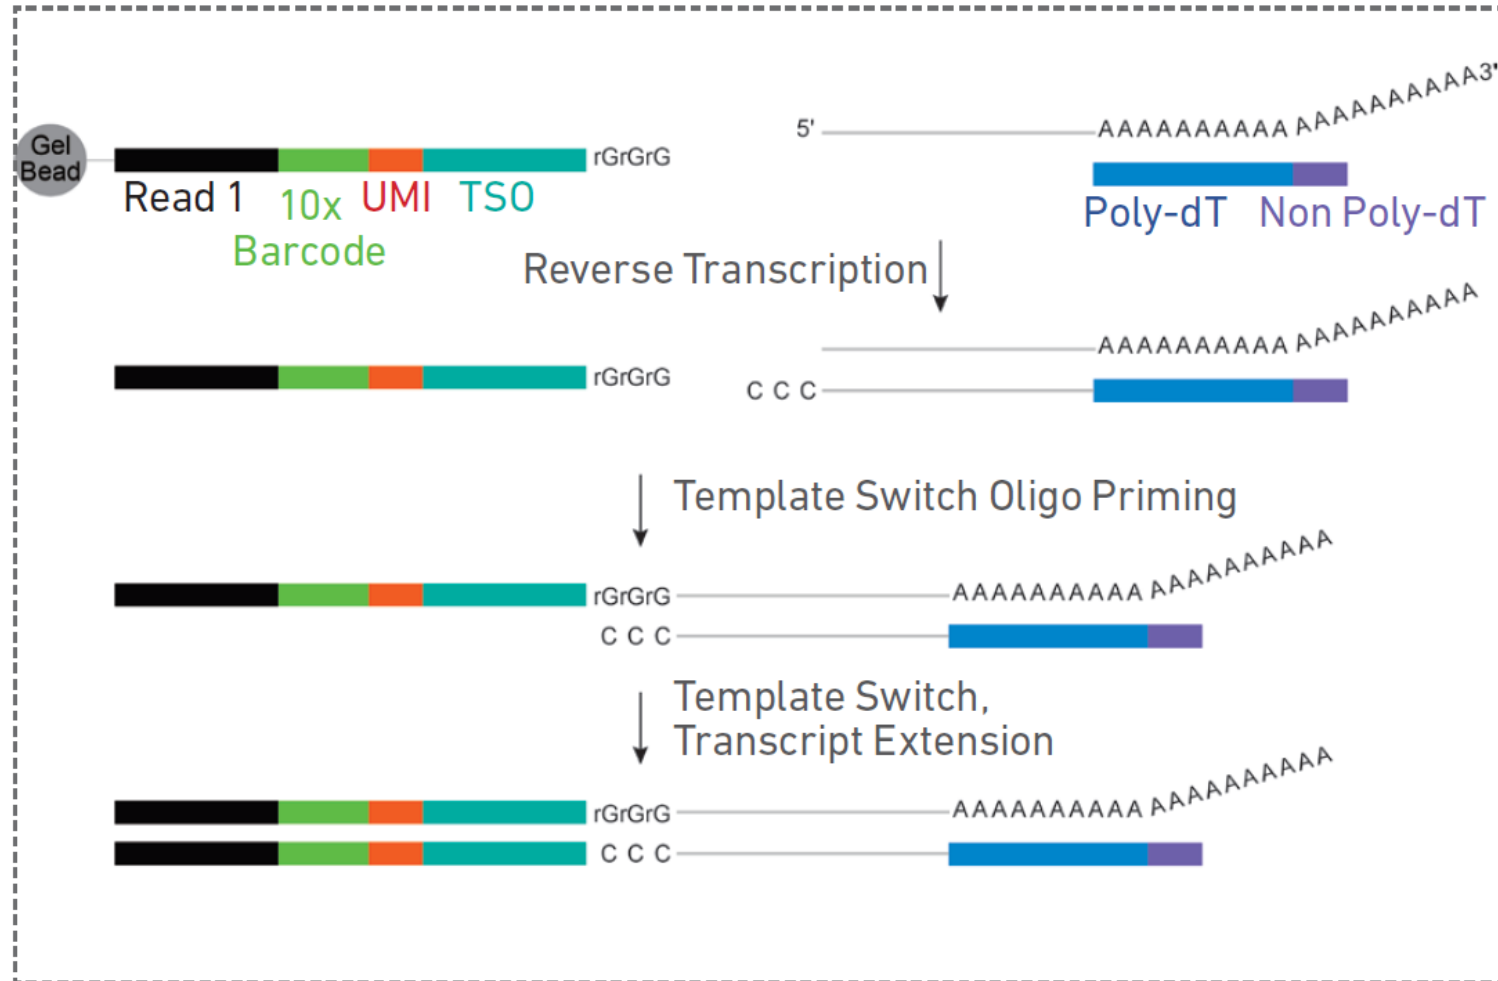 5' AAAAAAAAAA AAAAAAAAAA3'
Gel
Bead
rGrGrG
Read 1
10x
Barcode
UMI
TSO
Poly-dT
Non Poly-dT
Reverse Transcription
AAAAAAAAAA AAAAAAAAAA
rGrGrG
C C C
Template Switch Oligo Priming
rGrGrG AAAAAAAAAA AAAAAAAAAA
C C C
Template Switch,
Transcript Extension
rGrGrG AAAAAAAAAA AAAAAAAAAA
C C C